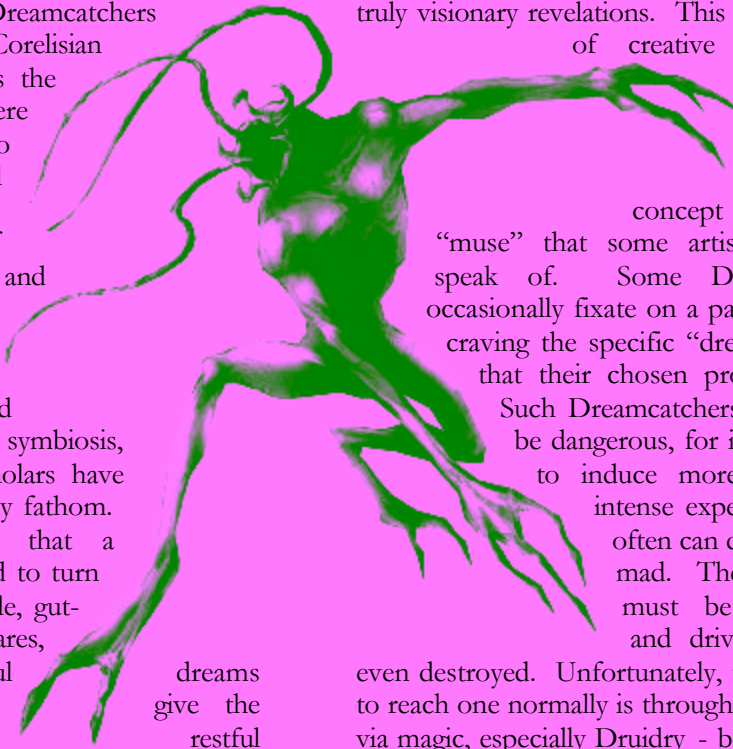 Dreamcatchers
Corelisian
s the
ere
o
and
d
symbiosis,
holars have
y fathom.
that a
d to turn
le, gut-
ares,
ul dreams
give the
restful
truly visionary revelations. This
of creative
concept
“muse” that some artis
speak of. Some D
occasionally fixate on a pa
craving the specific “dre
that their chosen pro
Such Dreamcatchers
be dangerous, for i
to induce more
intense expe
often can d
mad. The
must be
and driv
even destroyed. Unfortunately,
to reach one normally is through
via magic, especially Druidry - b